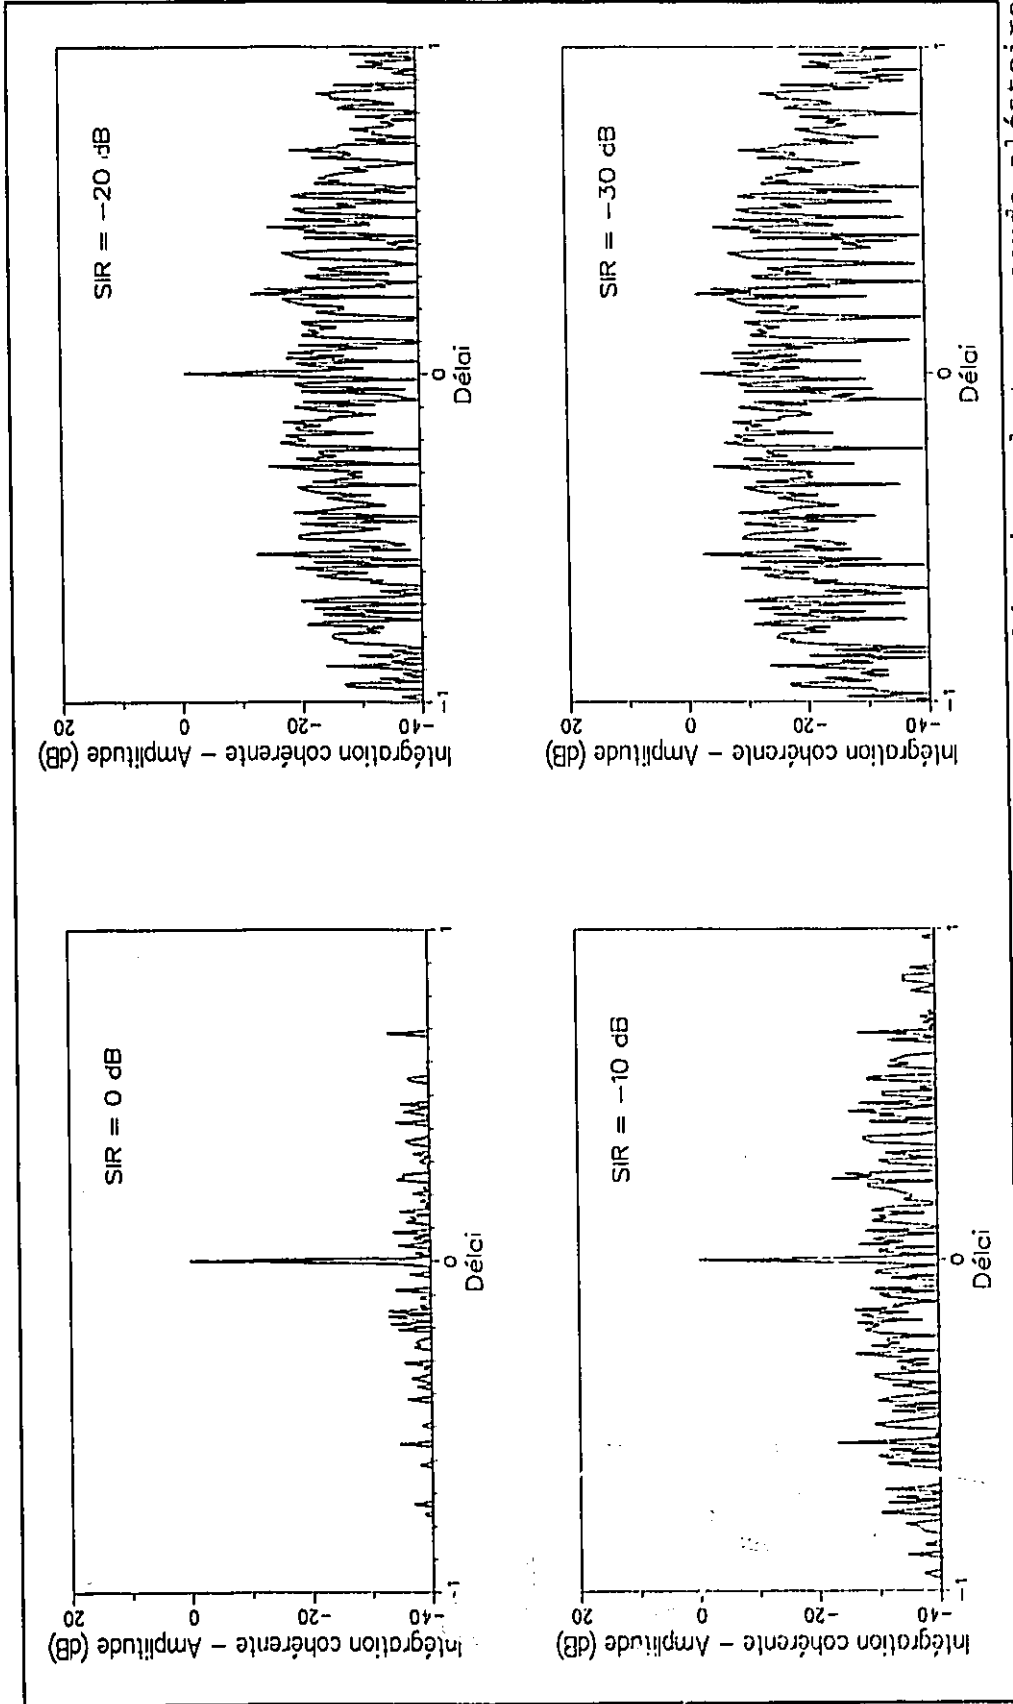 SIR = 0 dB
Intégration cohérente – Amplitude (dB)
20
0
-20
-40
-1
0
1
Délai
SIR = -20 dB
Intégration cohérente – Amplitude (dB)
20
0
-20
-40
-1
0
1
Délai
SIR = -10 dB
Intégration cohérente – Amplitude (dB)
20
0
-20
-40
-1
0
1
Délai
SIR = -30 dB
Intégration cohérente – Amplitude (dB)
20
0
-20
-40
-1
0
1
Délai